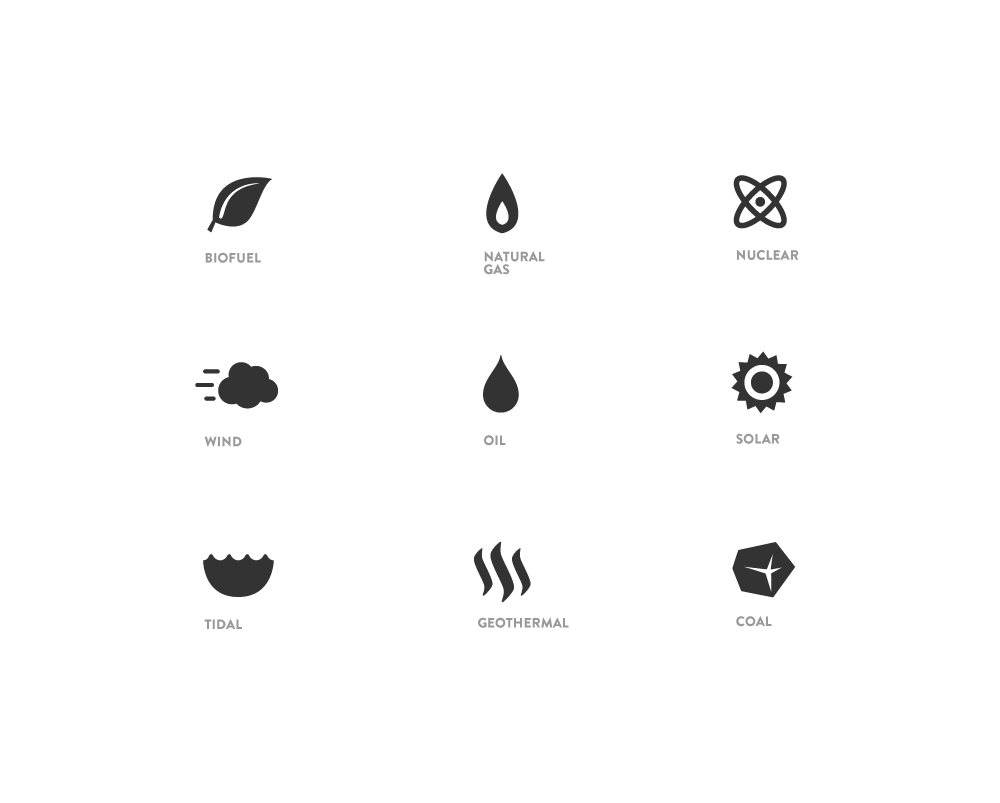 BIOFUEL
NATURAL
GAS
NUCLEAR
WIND
OIL
SOLAR
TIDAL
GEOTHERMAL
COAL